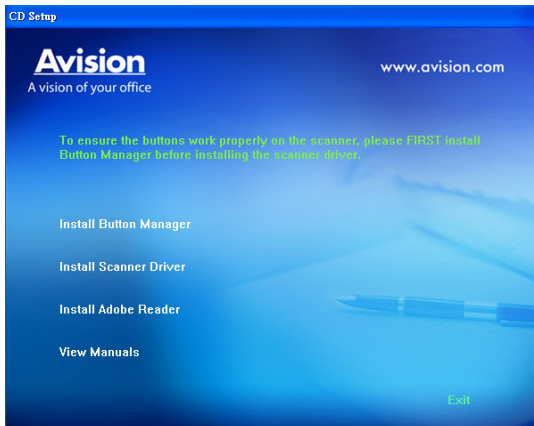 CD Setup
Avision
A vision of your office
www.avision.com
To ensure the buttons work properly on the scanner, please FIRST install
Button Manager before installing the scanner driver.
Install Button Manager
Install Scanner Driver
Install Adobe Reader
View Manuals
Exit